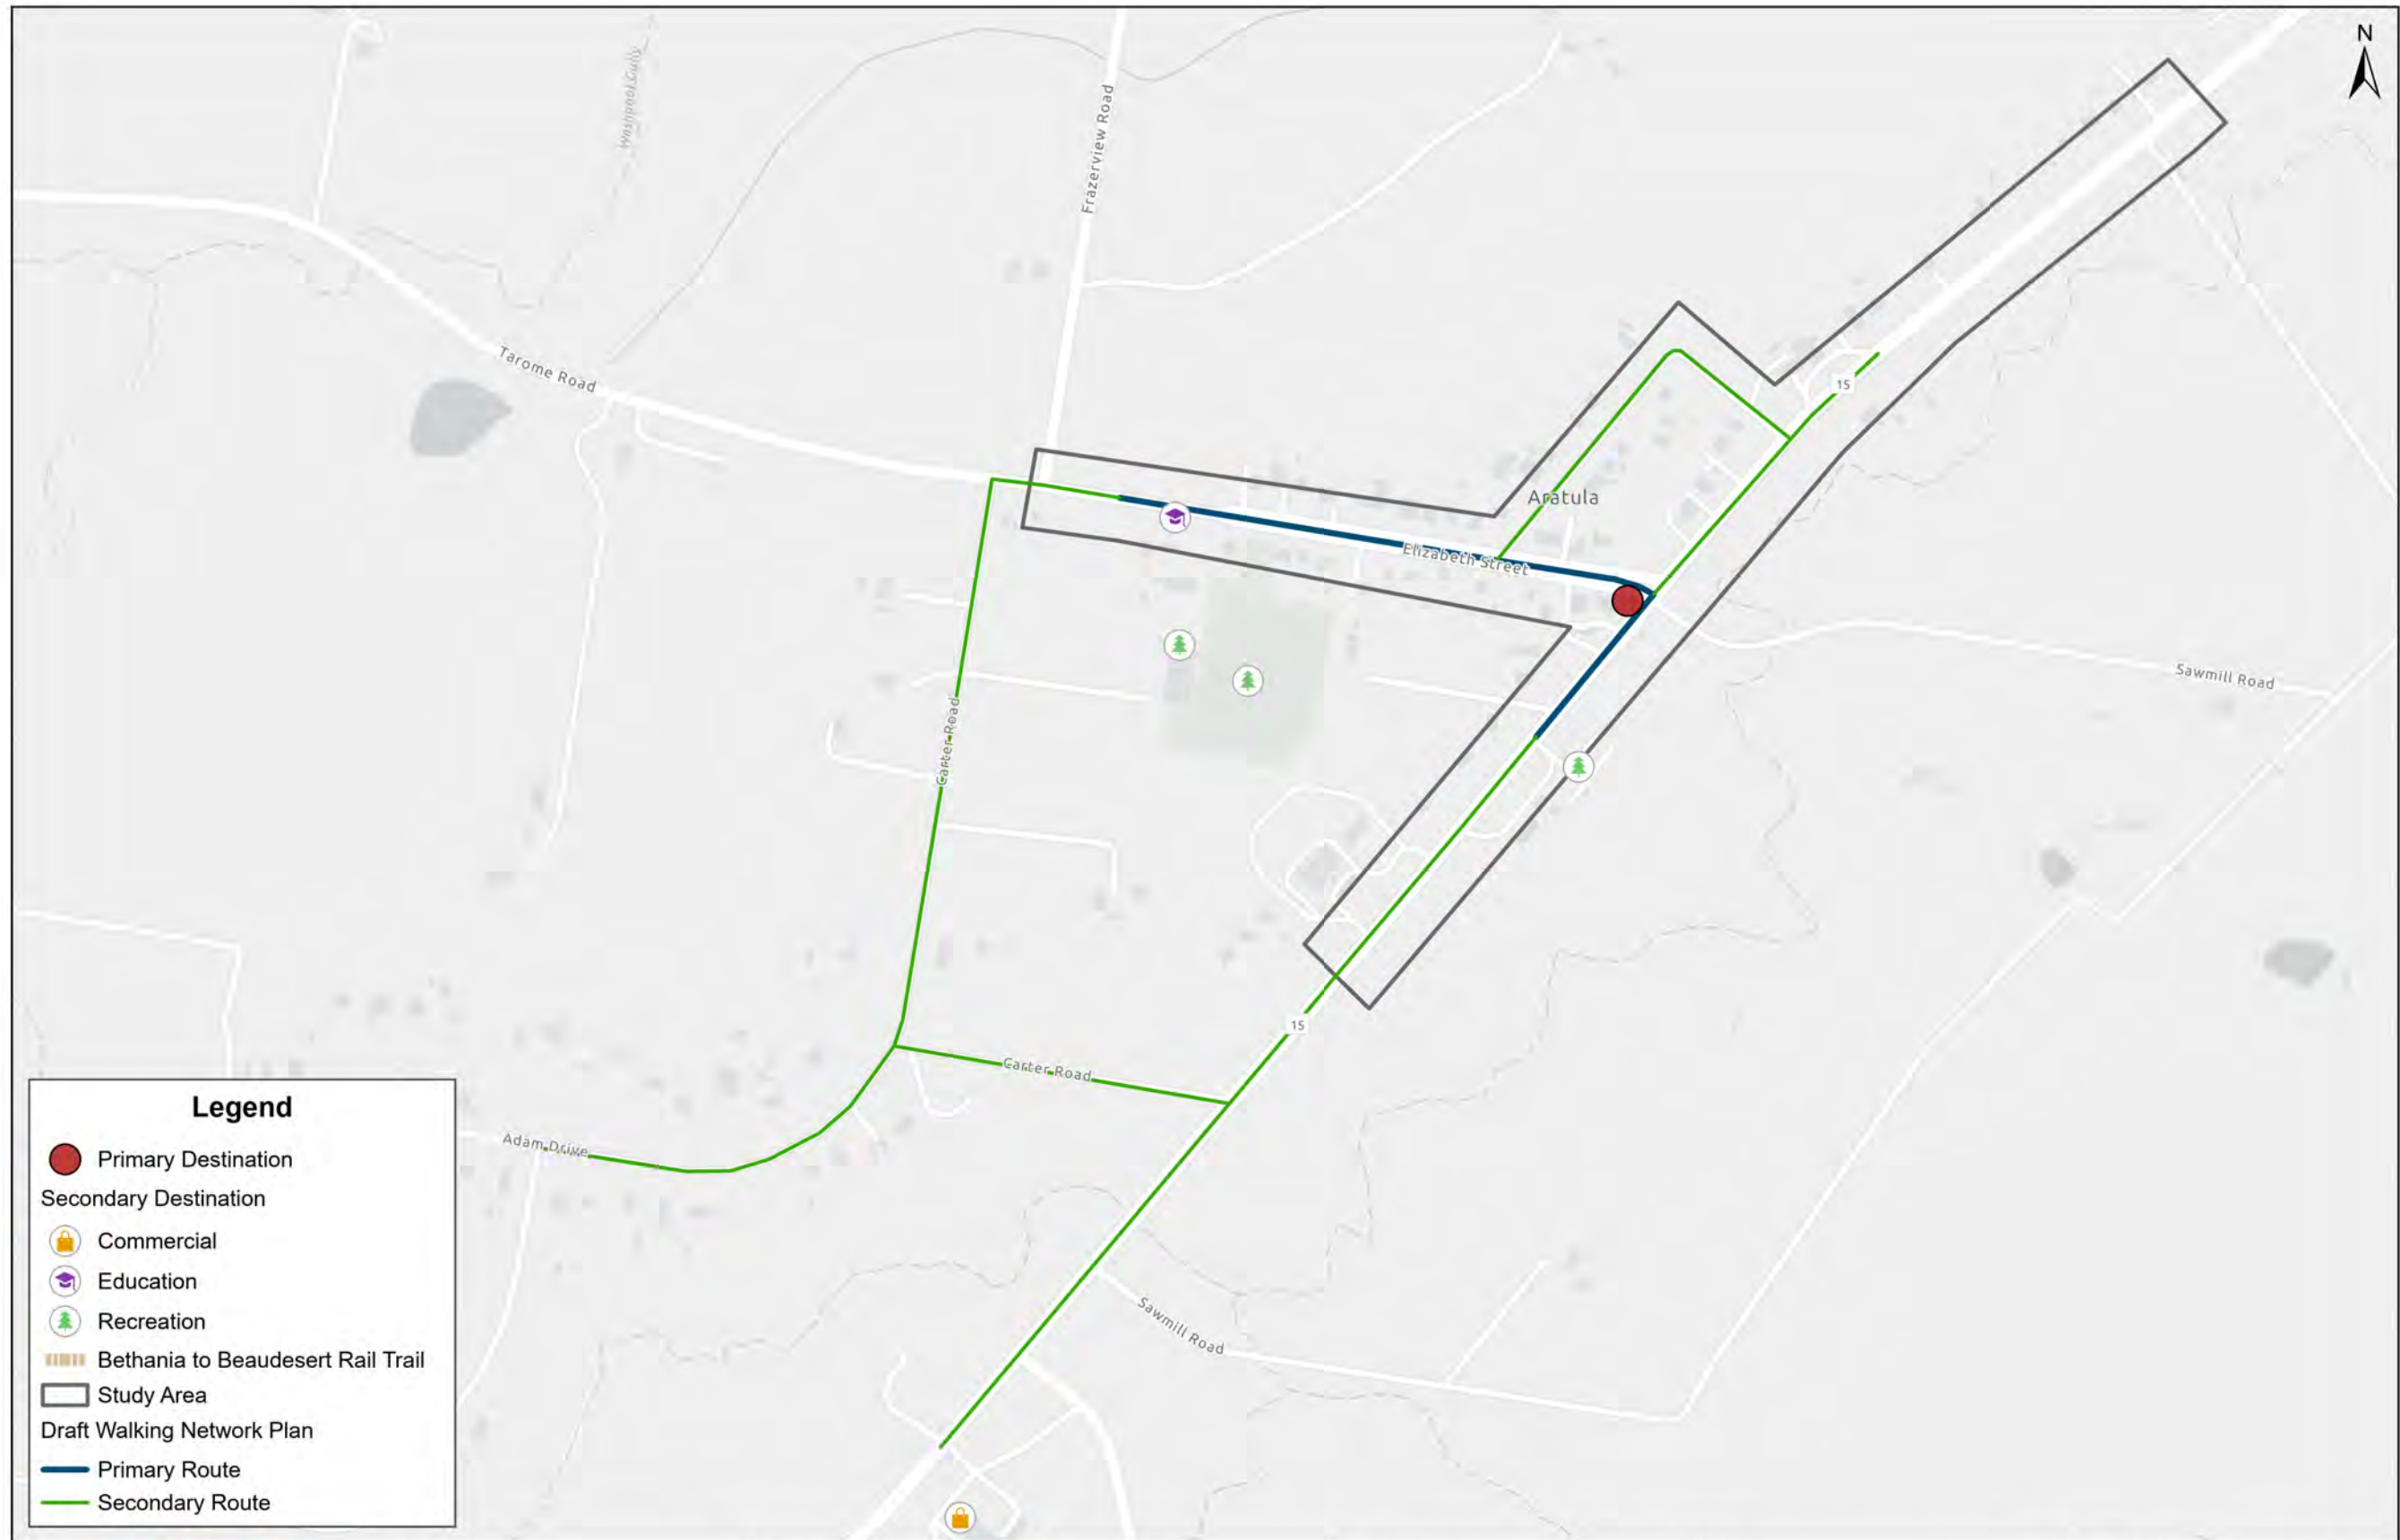 N
Washpool Gully
Frazerview Road
Tarome Road
15
Aratula
Elizabeth Street
Sawmill Road
Carter Road
15
Carter Road
Adam Drive
Sawmill Road
Legend
Primary Destination
Secondary Destination
Commercial
Education
Recreation
Bethania to Beaudesert Rail Trail
Study Area
Draft Walking Network Plan
Primary Route
Secondary Route